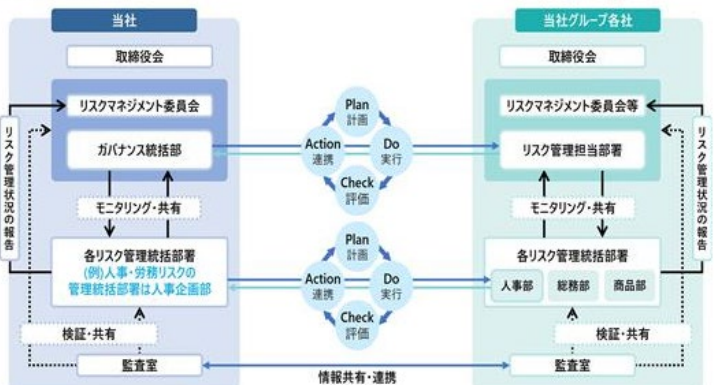 当社
取締役会
リスクマネジメント委員会
ガバナンス統括部
モニタリング・共有
各リスク管理統括部署
(例)人事・労務リスクの
管理統括部署は人事企画部
検証・共有
監査室
リスク管理状況の報告
Plan
計画
Action
連携
Do
実行
Check
評価
Plan
計画
Action
連携
Do
実行
Check
評価
情報共有・連携
当社グループ各社
取締役会
リスクマネジメント委員会等
リスク管理担当部署
モニタリング・共有
各リスク管理統括部署
人事部
総務部
商品部
検証・共有
監査室
リスク管理状況の報告